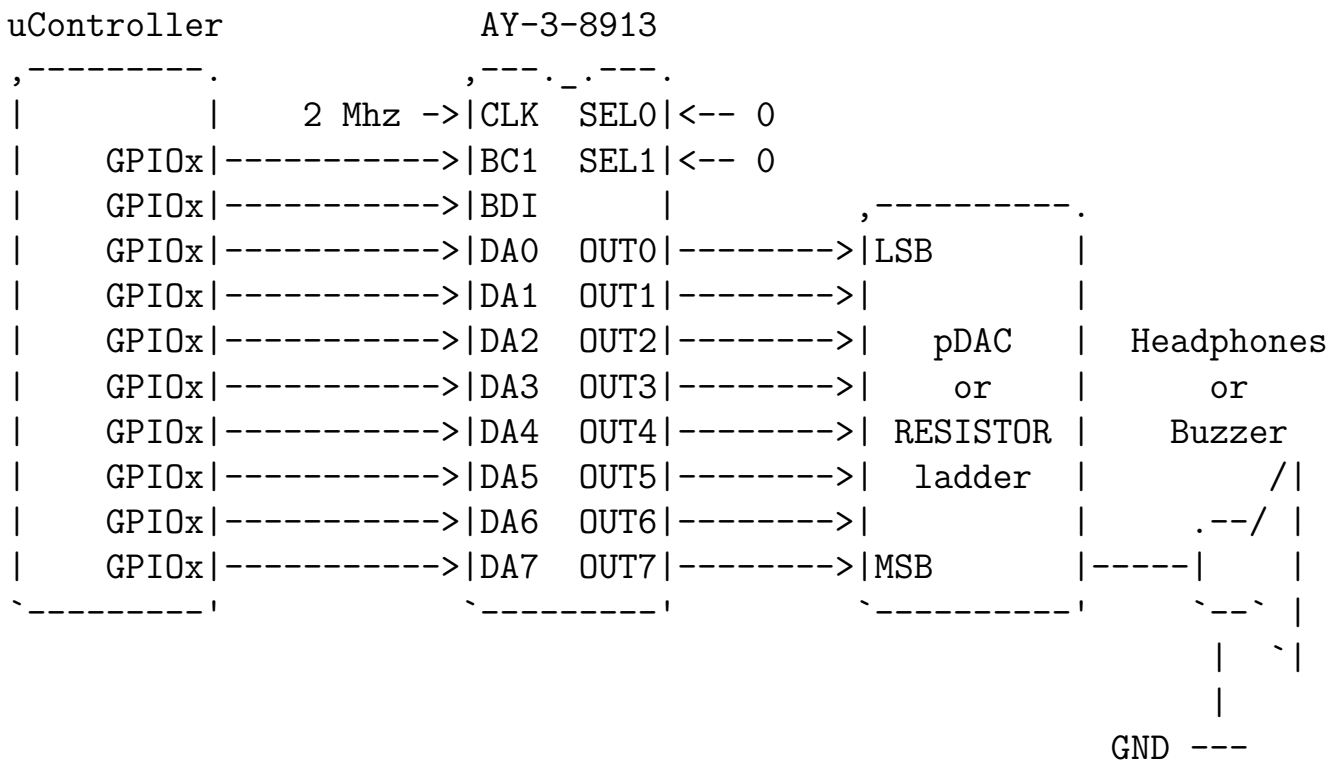 uController AY-3-8913
,---------. ,---._.---.
| | 2 Mhz ->|CLK SEL0|<-- 0
| GPIOx|----------->|BC1 SEL1|<-- 0
| GPIOx|----------->|BDI | ,----------.
| GPIOx|----------->|DA0 OUT0|-------->|LSB |
| GPIOx|----------->|DA1 OUT1|-------->| |
| GPIOx|----------->|DA2 OUT2|-------->| pDAC | Headphones
| GPIOx|----------->|DA3 OUT3|-------->| or | or
| GPIOx|----------->|DA4 OUT4|-------->| RESISTOR | Buzzer
| GPIOx|----------->|DA5 OUT5|-------->| ladder | /|
| GPIOx|----------->|DA6 OUT6|-------->| | .--/ |
| GPIOx|----------->|DA7 OUT7|-------->|MSB |-----| |
`---------' `---------' `----------' `--` |
| `|
|
GND ---